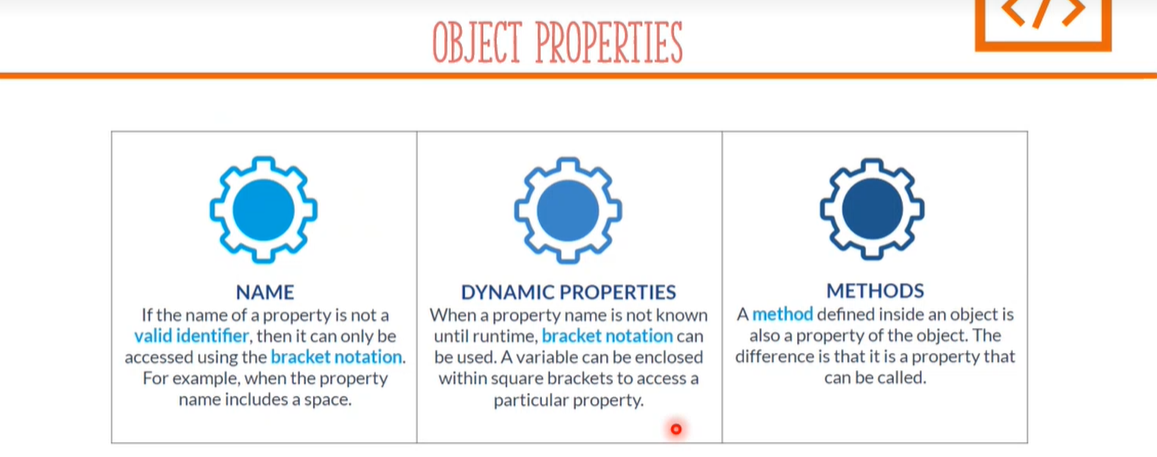 </>
OBJECT PROPERTIES
NAME
If the name of a property is not a
valid identifier, then it can only be
accessed using the bracket notation.
For example, when the property
name includes a space.
DYNAMIC PROPERTIES
When a property name is not known
until runtime, bracket notation can
be used. A variable can be enclosed
within square brackets to access a
particular property.
METHODS
A method defined inside an object is
also a property of the object. The
difference is that it is a property that
can be called.